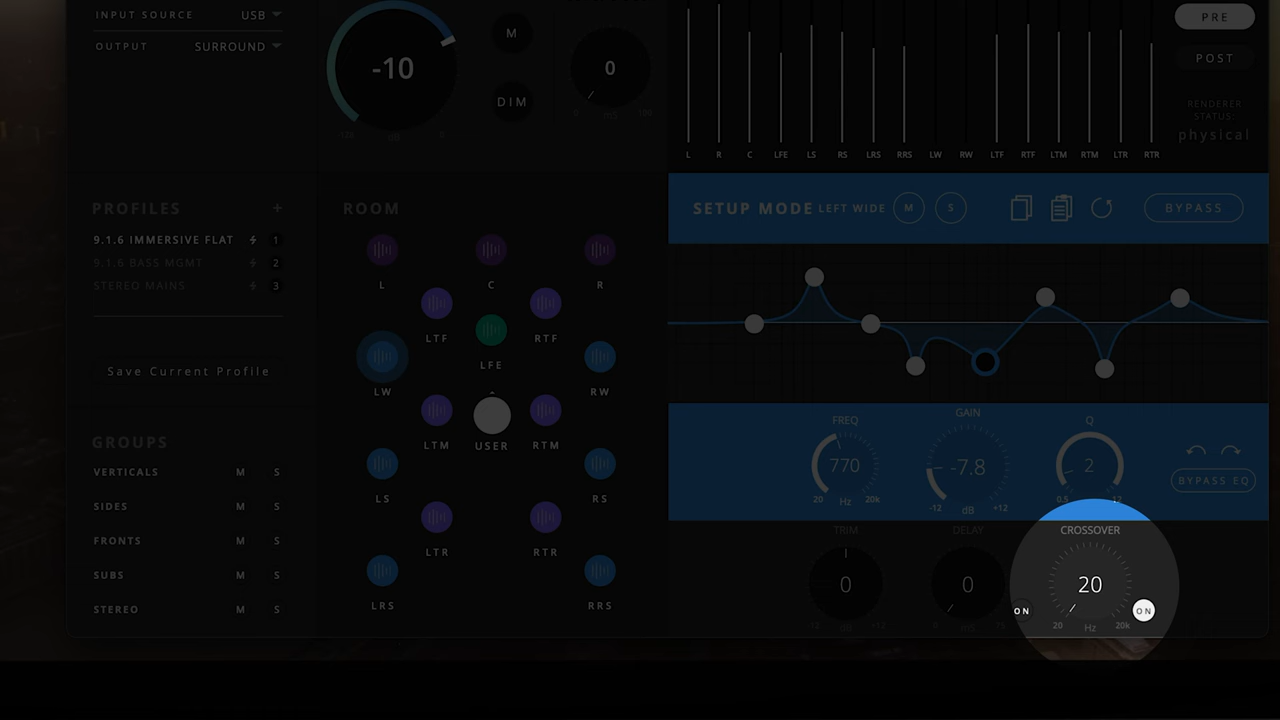 INPUT SOURCE USB
OUTPUT SURROUND
-10
M
DIM
0
dB
L R C LFE LS RS LRS RRS LW RW LTF RTF LTM RTM LTR RTR
PRE
POST
RENDERER
STATUS:
physical
PROFILES +
9.1.6 IMMERSIVE FLAT 1
9.1.6 BASS MGMT 2
STEREO MAINS 3
Save Current Profile
GROUPS
VERTICALS M S
SIDES M S
FRONTS M S
SUBS M S
STEREO M S
ROOM
L C R
LTF RTF
LFE
LW RW
LTM USER RTM
LS RS
LTR RTR
LRS RRS
SETUP MODE LEFT WIDE M S BYPASS
FREQ GAIN Q
770 -7.8 2
20 Hz 20k -12 dB +12 0.5 12
BYPASS EQ
TRIM DELAY CROSSOVER
0 0 20
ON ON
20 Hz 20k